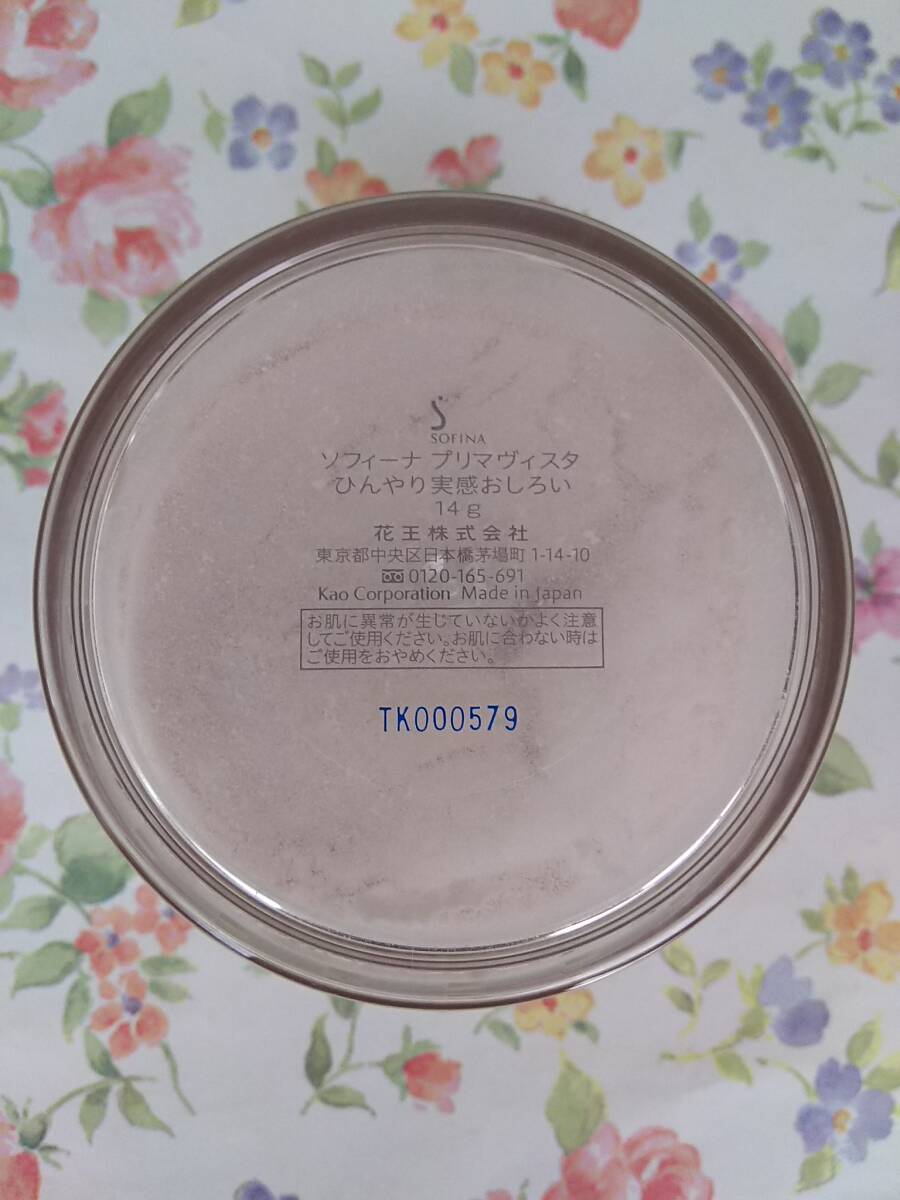 SOFINA
ソフィーナ プリマヴィスタ
ひんやり実感おしろい
14g
花王株式会社
東京都中央区日本橋茅場町 1-14-10
0120-165-691
Kao Corporation Made in Japan
お肌に異常が生じていないかよく注意
してご使用ください。お肌に合わない時は
ご使用をおやめください。
TK000579